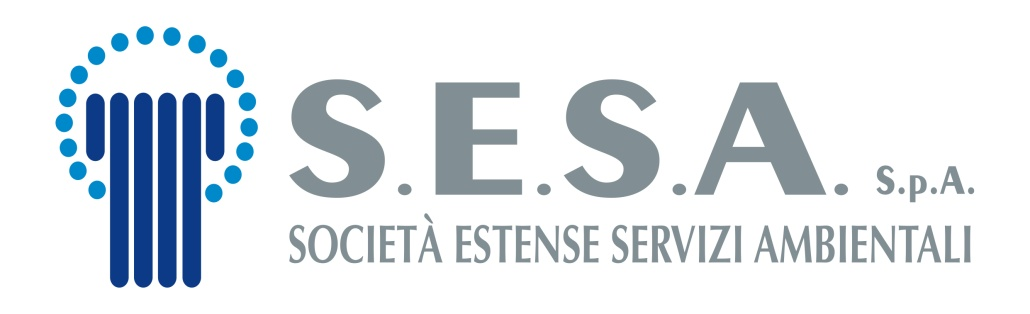 S.E.S.A. S.p.A.
SOCIETÀ ESTENSE SERVIZI AMBIENTALI